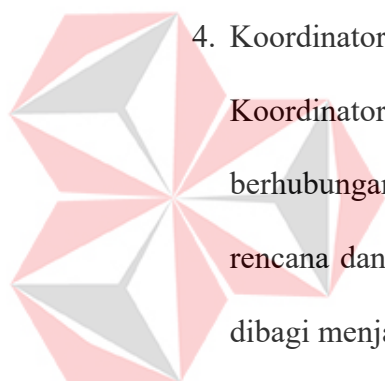 4. Koordinator
Koordinator
berhubungan
rencana dan
dibagi menja